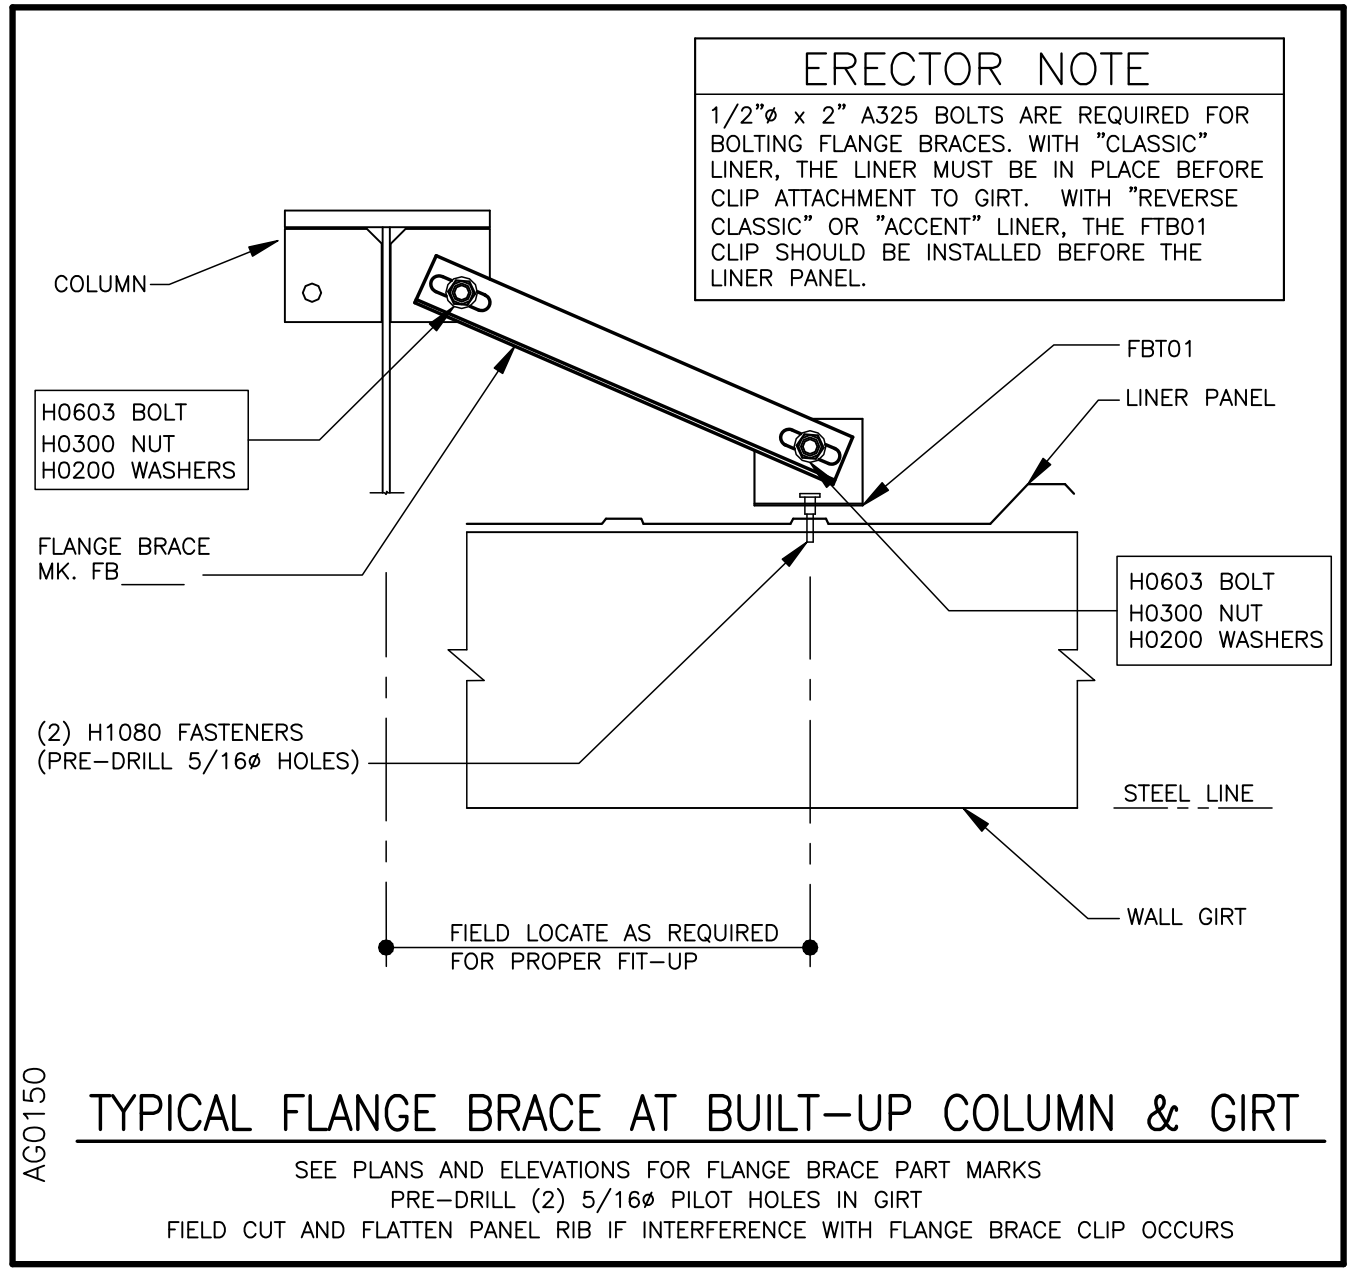 ERECTOR NOTE
1/2"ø x 2" A325 BOLTS ARE REQUIRED FOR
BOLTING FLANGE BRACES. WITH "CLASSIC"
LINER, THE LINER MUST BE IN PLACE BEFORE
CLIP ATTACHMENT TO GIRT. WITH "REVERSE
CLASSIC" OR "ACCENT" LINER, THE FTB01
CLIP SHOULD BE INSTALLED BEFORE THE
LINER PANEL.
COLUMN
FBT01
LINER PANEL
H0603 BOLT
H0300 NUT
H0200 WASHERS
FLANGE BRACE
MK. FB_____
H0603 BOLT
H0300 NUT
H0200 WASHERS
(2) H1080 FASTENERS
(PRE-DRILL 5/16ø HOLES)
STEEL LINE
WALL GIRT
FIELD LOCATE AS REQUIRED
FOR PROPER FIT-UP
AG0150
TYPICAL FLANGE BRACE AT BUILT-UP COLUMN & GIRT
SEE PLANS AND ELEVATIONS FOR FLANGE BRACE PART MARKS
PRE-DRILL (2) 5/16ø PILOT HOLES IN GIRT
FIELD CUT AND FLATTEN PANEL RIB IF INTERFERENCE WITH FLANGE BRACE CLIP OCCURS